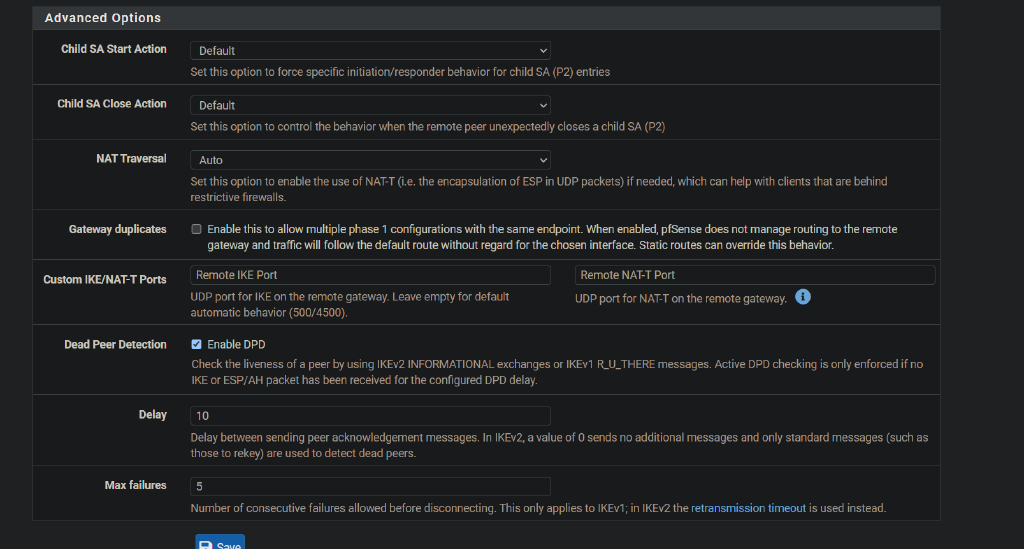 Advanced Options
Child SA Start Action
Default
Set this option to force specific initiation/responder behavior for child SA (P2) entries
Child SA Close Action
Default
Set this option to control the behavior when the remote peer unexpectedly closes a child SA (P2)
NAT Traversal
Auto
Set this option to enable the use of NAT-T (i.e. the encapsulation of ESP in UDP packets) if needed, which can help with clients that are behind
restrictive firewalls.
Gateway duplicates
Enable this to allow multiple phase 1 configurations with the same endpoint. When enabled, pfSense does not manage routing to the remote
gateway and traffic will follow the default route without regard for the chosen interface. Static routes can override this behavior.
Custom IKE/NAT-T Ports
Remote IKE Port
UDP port for IKE on the remote gateway. Leave empty for default
automatic behavior (500/4500).
Remote NAT-T Port
UDP port for NAT-T on the remote gateway.
Dead Peer Detection
Enable DPD
Check the liveness of a peer by using IKEv2 INFORMATIONAL exchanges or IKEv1 R_U_THERE messages. Active DPD checking is only enforced if no
IKE or ESP/AH packet has been received for the configured DPD delay.
Delay
10
Delay between sending peer acknowledgement messages. In IKEv2, a value of 0 sends no additional messages and only standard messages (such as
those to rekey) are used to detect dead peers.
Max failures
5
Number of consecutive failures allowed before disconnecting. This only applies to IKEv1; in IKEv2 the retransmission timeout is used instead.
Save